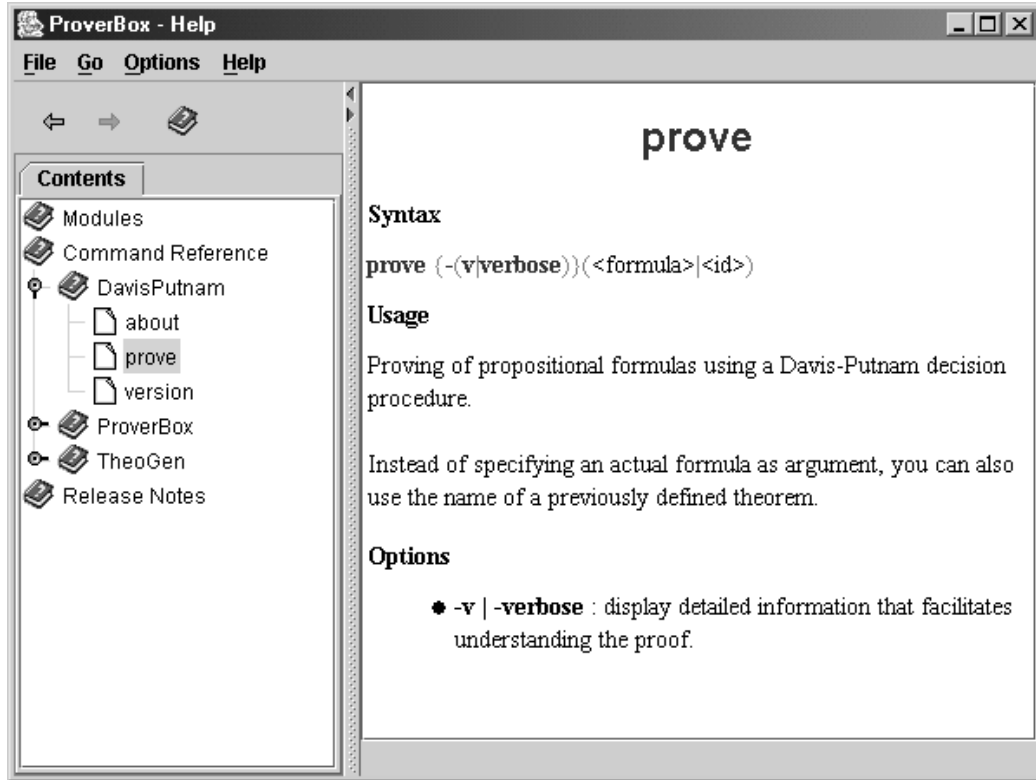 ProverBox - Help
File Go Options Help
Contents
Modules
Command Reference
DavisPutnam
about
prove
version
ProverBox
TheoGen
Release Notes
prove
Syntax
prove {-(v|verbose)}(<formula>|<id>)
Usage
Proving of propositional formulas using a Davis-Putnam decision
procedure.
Instead of specifying an actual formula as argument, you can also
use the name of a previously defined theorem.
Options
-v | -verbose : display detailed information that facilitates
understanding the proof.